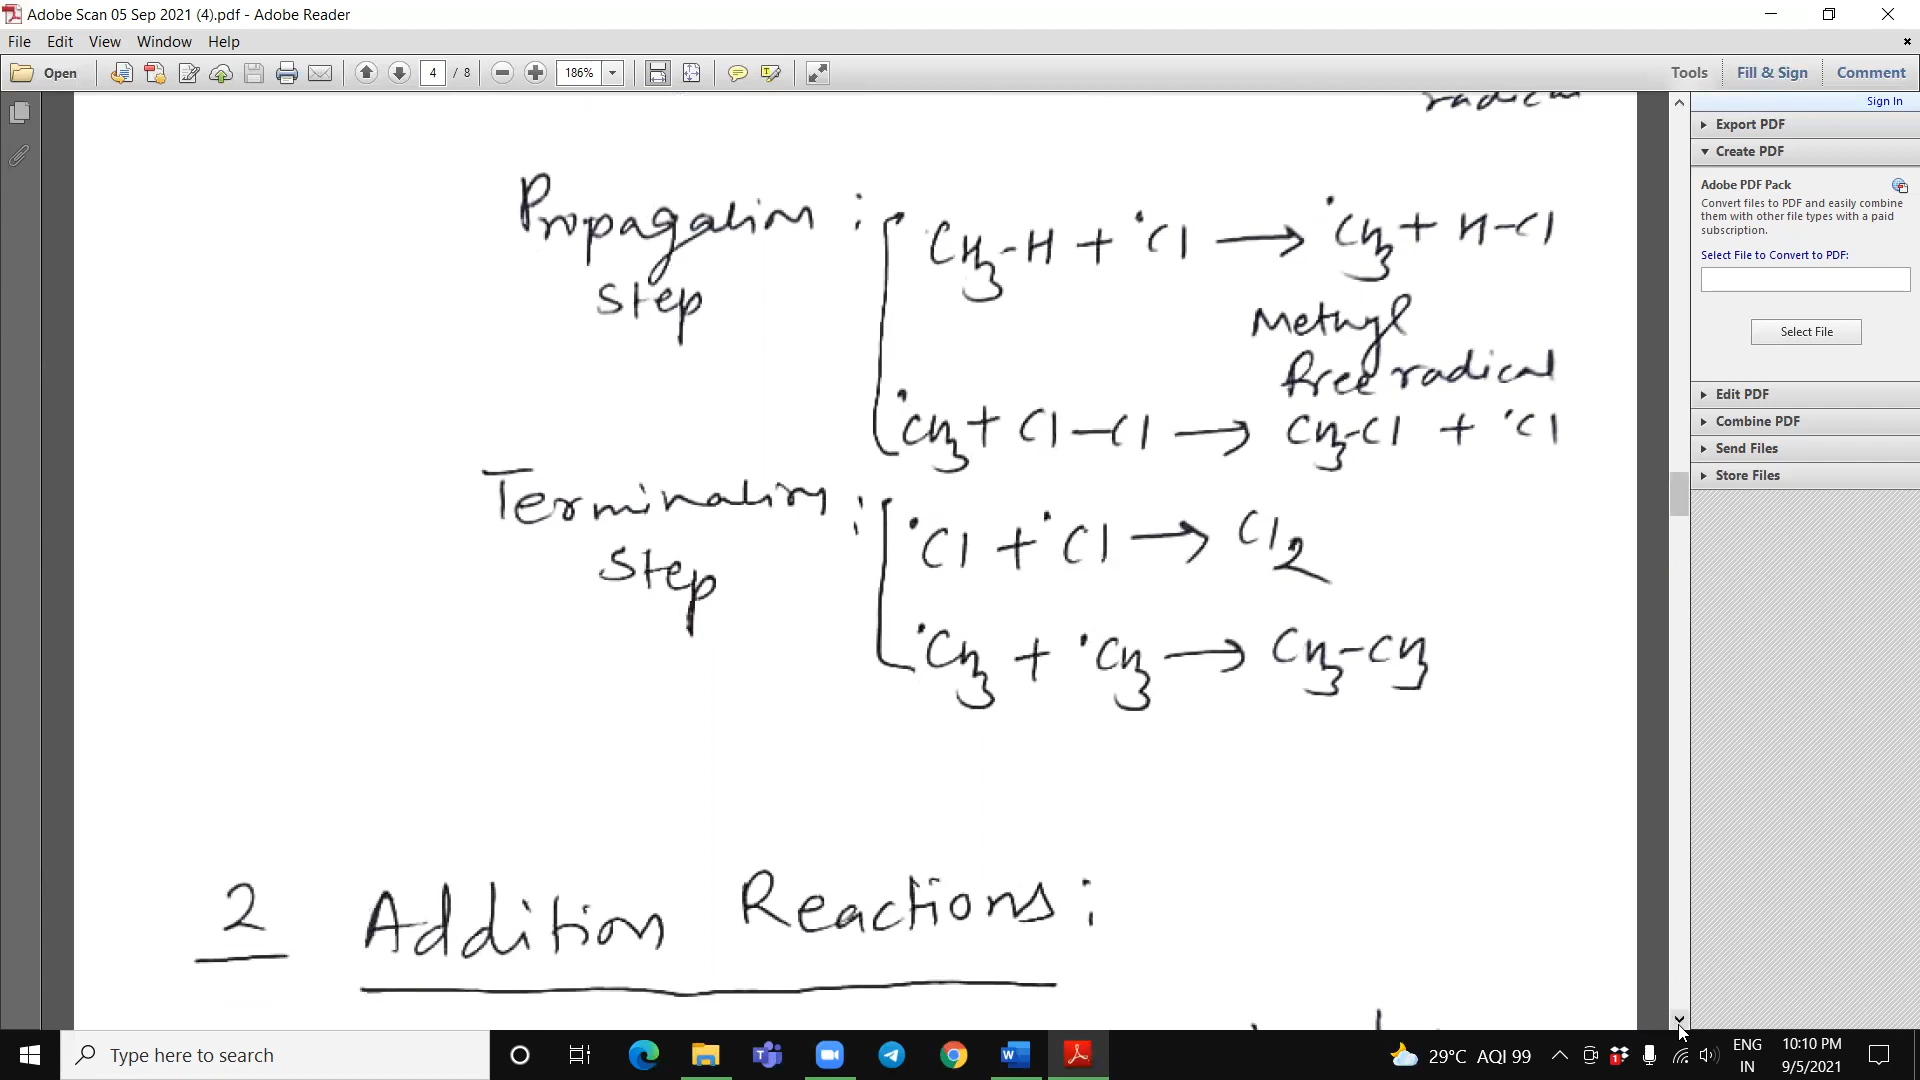 Adobe Scan 05 Sep 2021 (4).pdf - Adobe Reader
File Edit View Window Help
Open 4 / 8 186% Tools Fill & Sign Comment
Sign In
radical
Export PDF
Create PDF
Adobe PDF Pack
Convert files to PDF and easily combine
them with other file types with a paid
subscription.
Select File to Convert to PDF:
Select File
Edit PDF
Combine PDF
Send Files
Store Files
Propagation :
Step
CH3-H + •Cl → •CH3 + H-Cl
Methyl
free radical
•CH3 + Cl—Cl → CH3-Cl + •Cl
Termination :
Step
•Cl + •Cl → Cl2
•CH3 + •CH3 → CH3-CH3
2 Addition Reactions :
Type here to search
29°C AQI 99
ENG
IN
10:10 PM
9/5/2021